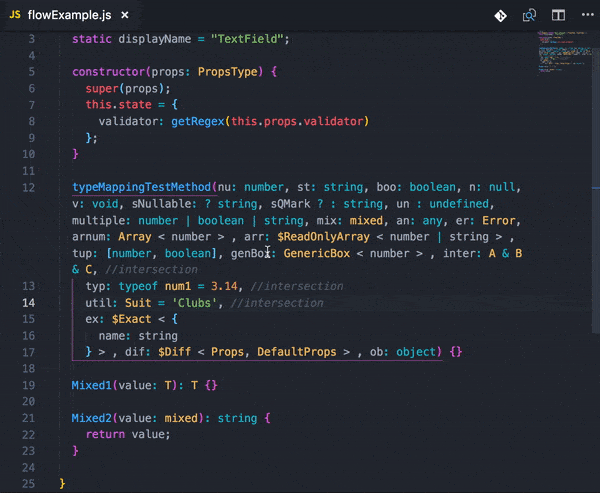 JS flowExample.js ×
3 static displayName = "TextField";
4
5 constructor(props: PropsType) {
6 super(props);
7 this.state = {
8 validator: getRegex(this.props.validator)
9 };
10 }
11
12 typeMappingTestMethod(nu: number, st: string, boo: boolean, n: null,
v: void, sNullable: ? string, sQMark ? : string, un : undefined,
multiple: number | boolean | string, mix: mixed, an: any, er: Error,
arnum: Array < number > , arr: $ReadOnlyArray < number | string > ,
tup: [number, boolean], genBox: GenericBox < number > , inter: A & B
& C, //intersection
13 typ: typeof num1 = 3.14, //intersection
14 util: Suit = 'Clubs', //intersection
15 ex: $Exact < {
16 name: string
17 } > , dif: $Diff < Props, DefaultProps > , ob: object) {}
18
19 Mixed1(value: T): T {}
20
21 Mixed2(value: mixed): string {
22 return value;
23 }
24
25 }